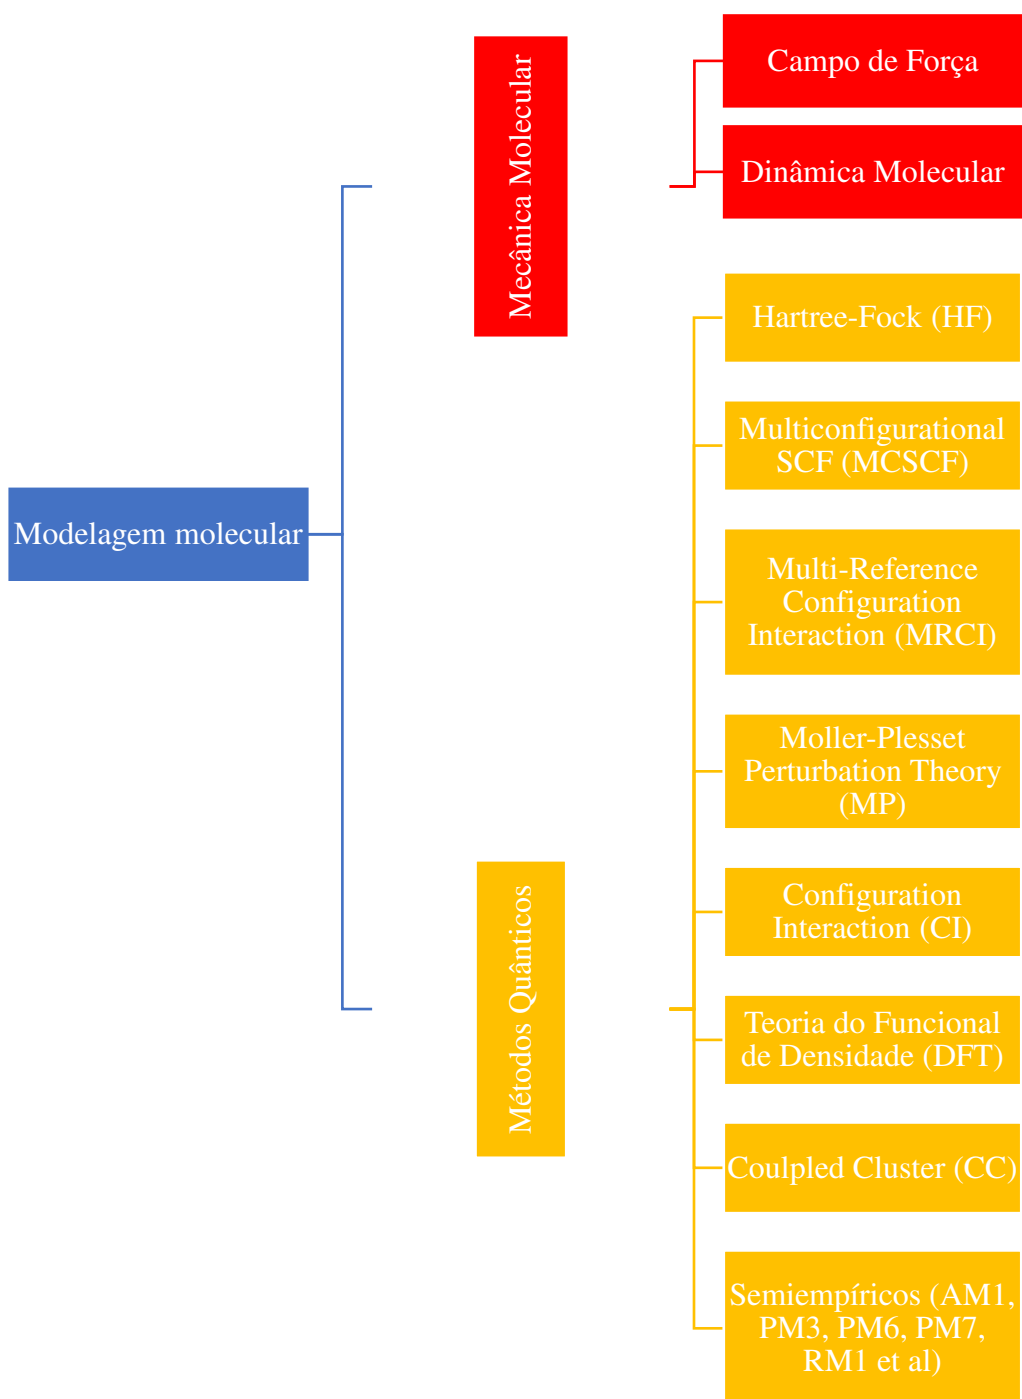 Modelagem molecular
Mecânica Molecular
Campo de Força
Dinâmica Molecular
Métodos Quânticos
Hartree-Fock (HF)
Multiconfigurational
SCF (MCSCF)
Multi-Reference
Configuration
Interaction (MRCI)
Moller-Plesset
Perturbation Theory
(MP)
Configuration
Interaction (CI)
Teoria do Funcional
de Densidade (DFT)
Coulpled Cluster (CC)
Semiempíricos (AM1,
PM3, PM6, PM7,
RM1 et al)